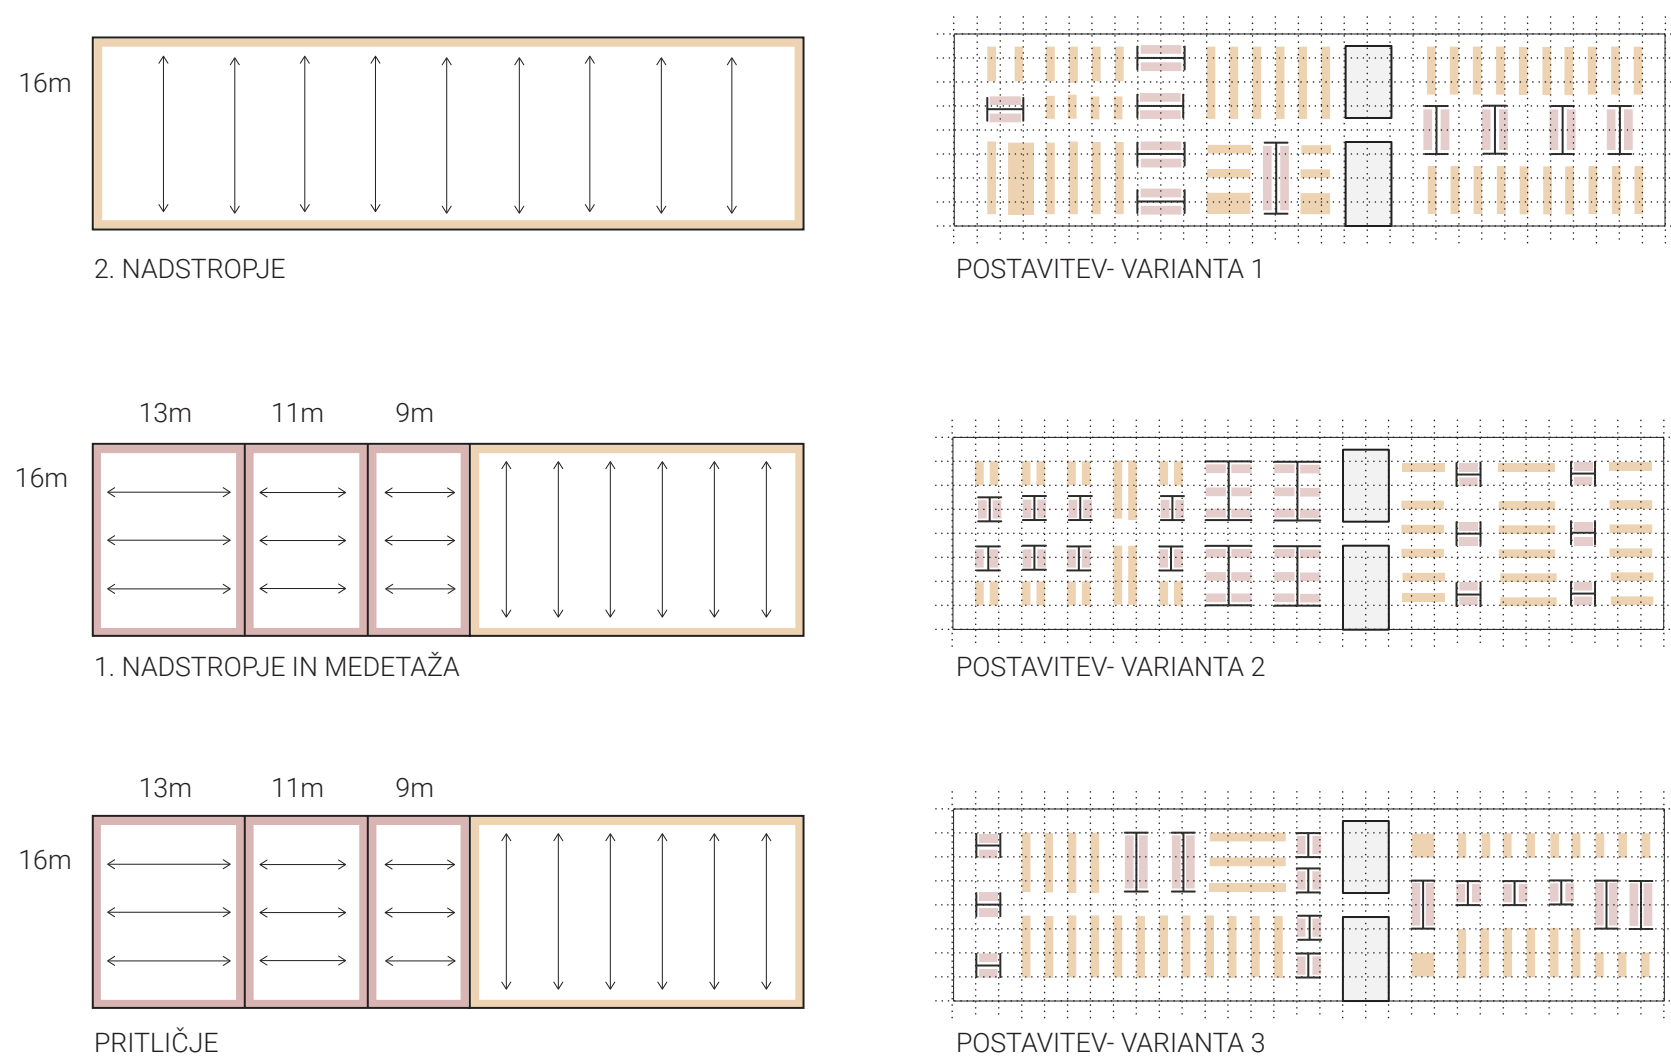 16m
2. NADSTROPJE
POSTAVITEV- VARIANTA 1
13m 11m 9m
16m
1. NADSTROPJE IN MEDETAŽA
POSTAVITEV- VARIANTA 2
13m 11m 9m
16m
PRITLIČJE
POSTAVITEV- VARIANTA 3